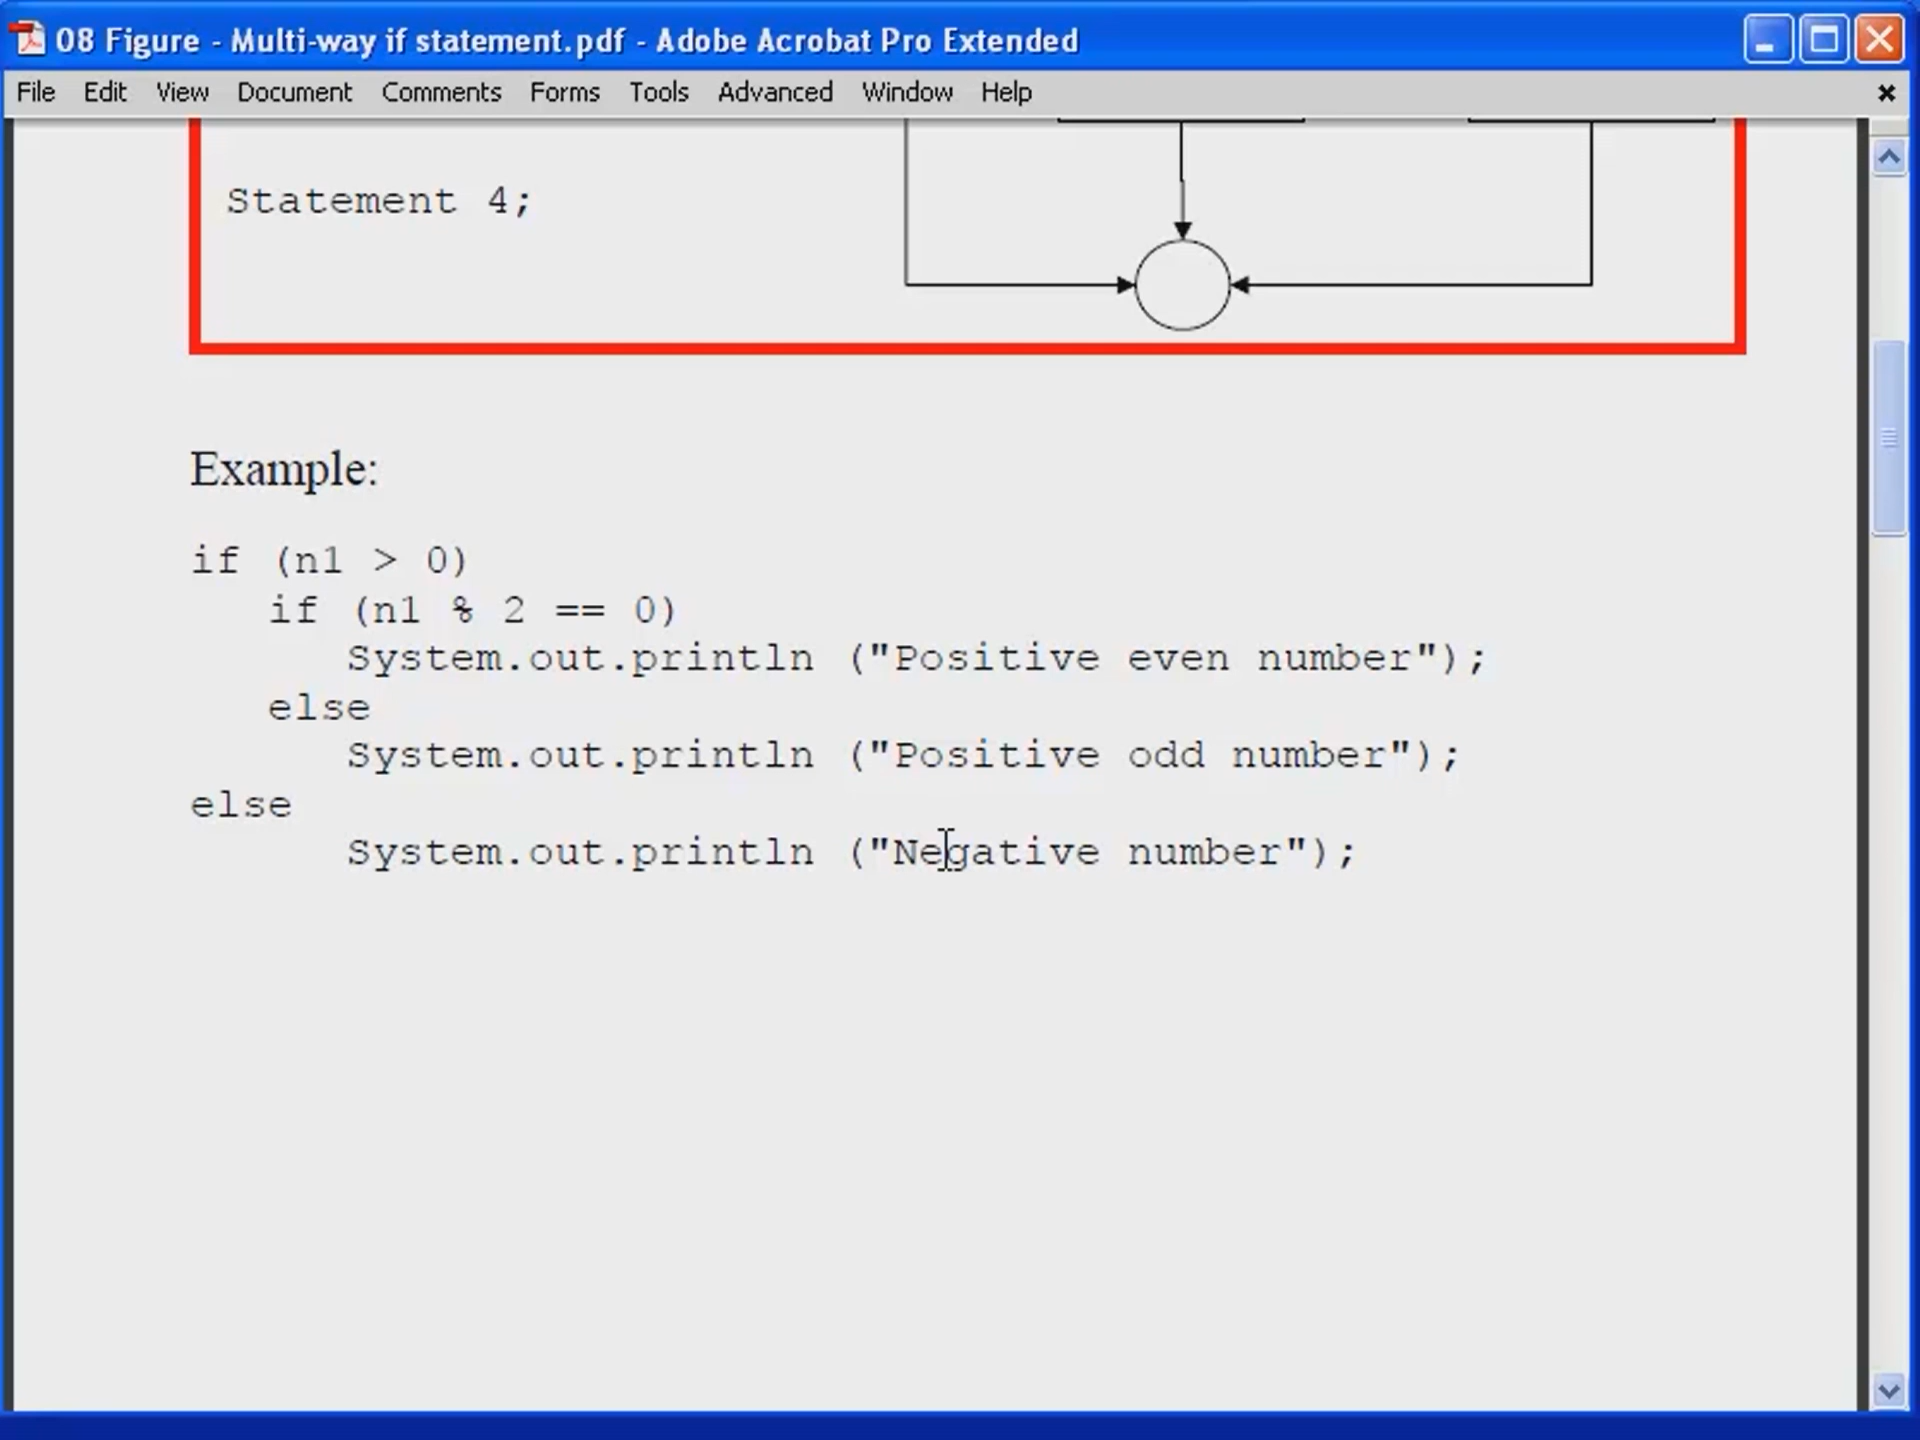 08 Figure - Multi-way if statement.pdf - Adobe Acrobat Pro Extended
File Edit View Document Comments Forms Tools Advanced Window Help
Statement 4;
Example:
if (n1 > 0)
if (n1 % 2 == 0)
System.out.println ("Positive even number");
else
System.out.println ("Positive odd number");
else
System.out.println ("Negative number");